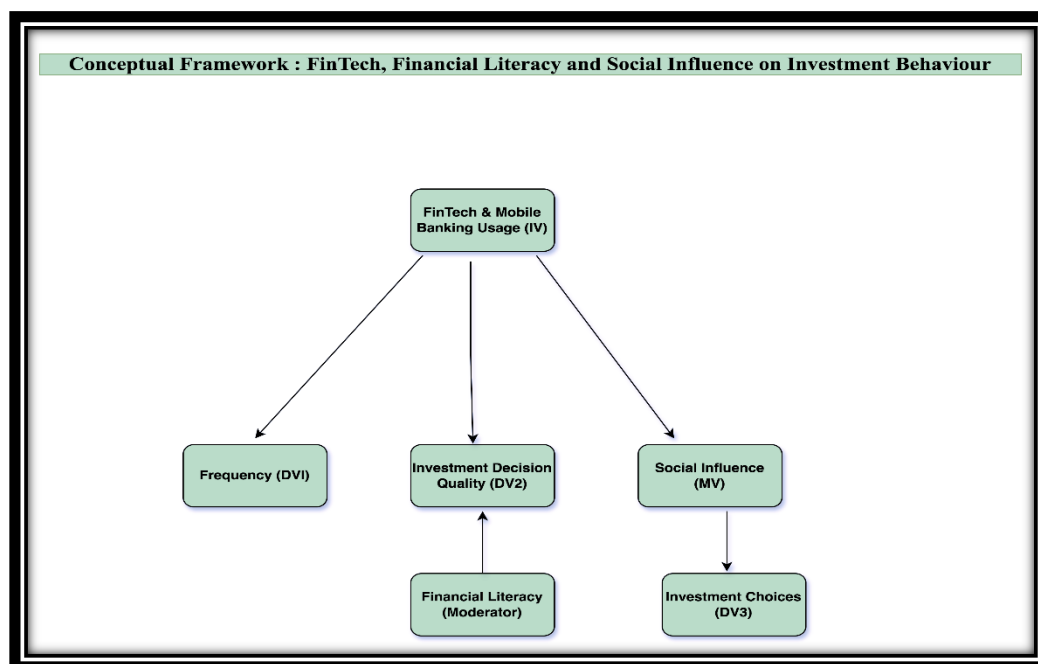 Conceptual Framework : FinTech, Financial Literacy and Social Influence on Investment Behaviour
FinTech & Mobile
Banking Usage (IV)
Frequency (DVI)
Investment Decision
Quality (DV2)
Social Influence
(MV)
Financial Literacy
(Moderator)
Investment Choices
(DV3)